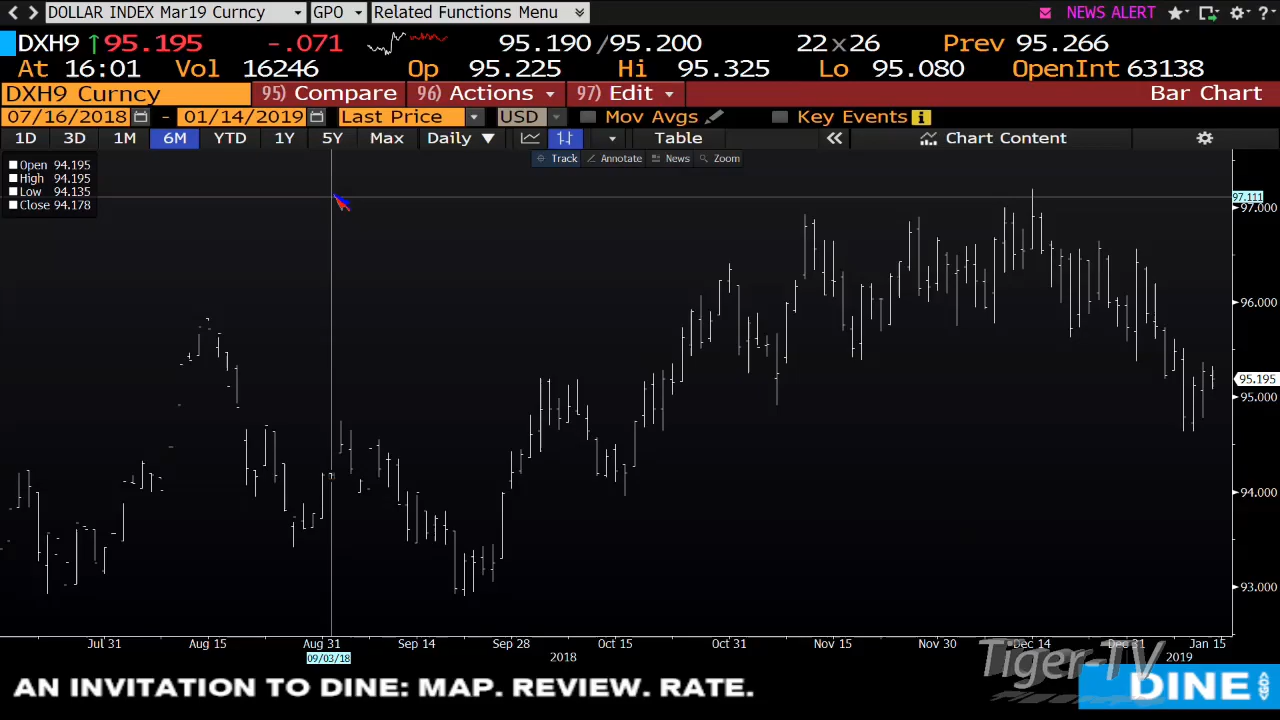 DOLLAR INDEX Mar19 Curncy GPO Related Functions Menu NEWS ALERT ?
DXH9 ↑95.195 -.071 95.190/95.200 22x26 Prev 95.266
At 16:01 Vol 16246 Op 95.225 Hi 95.325 Lo 95.080 OpenInt 63138
DXH9 Curncy 95) Compare 96) Actions 97) Edit Bar Chart
07/16/2018 - 01/14/2019 Last Price USD Mov Avgs Key Events i
1D 3D 1M 6M YTD 1Y 5Y Max Daily Table Chart Content
Track Annotate News Zoom
Open 94.195
High 94.195
Low 94.135
Close 94.178
97.111
97.000
96.000
95.195
95.000
94.000
93.000
Jul 31 Aug 15 Aug 31 Sep 14 Sep 28 Oct 15 Oct 31 Nov 15 Nov 30 Dec 14 Dec 31 Jan 15
09/03/18 2018 2019
Tiger-TV
AN INVITATION TO DINE: MAP. REVIEW. RATE.
DINE